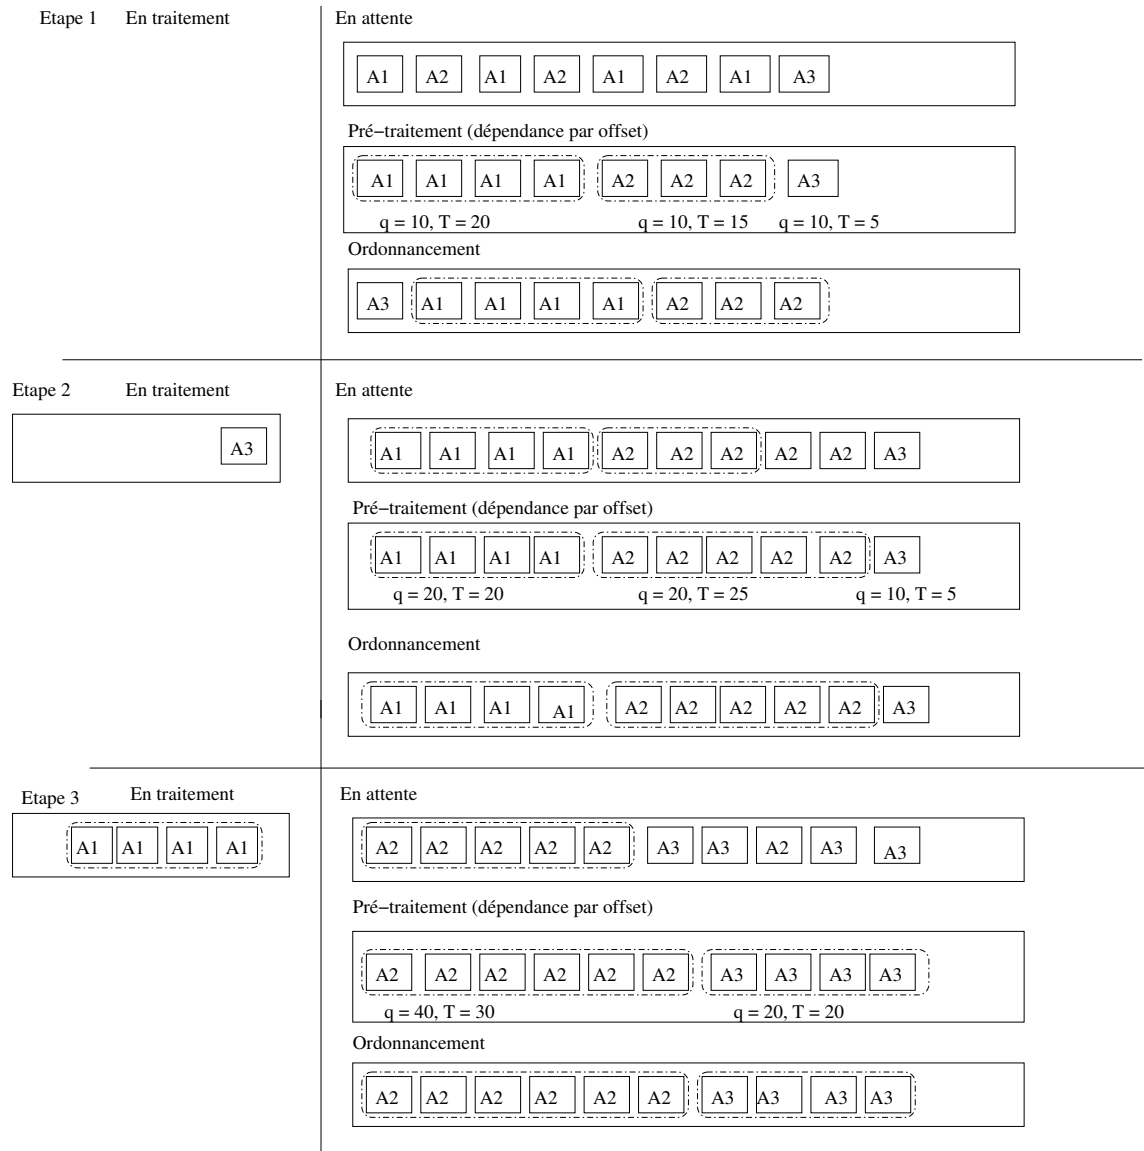 Etape 1 En traitement En attente
A1 A2 A1 A2 A1 A2 A1 A3
Pré−traitement (dépendance par offset)
A1 A1 A1 A1 A2 A2 A2 A3
q = 10, T = 20 q = 10, T = 15 q = 10, T = 5
Ordonnancement
A3 A1 A1 A1 A1 A2 A2 A2
Etape 2 En traitement En attente
A3
A1 A1 A1 A1 A2 A2 A2 A2 A2 A3
Pré−traitement (dépendance par offset)
A1 A1 A1 A1 A2 A2 A2 A2 A2 A3
q = 20, T = 20 q = 20, T = 25 q = 10, T = 5
Ordonnancement
A1 A1 A1 A1 A2 A2 A2 A2 A2 A3
Etape 3 En traitement En attente
A1 A1 A1 A1
A2 A2 A2 A2 A2 A3 A3 A2 A3 A3
Pré−traitement (dépendance par offset)
A2 A2 A2 A2 A2 A2 A3 A3 A3 A3
q = 40, T = 30 q = 20, T = 20
Ordonnancement
A2 A2 A2 A2 A2 A2 A3 A3 A3 A3